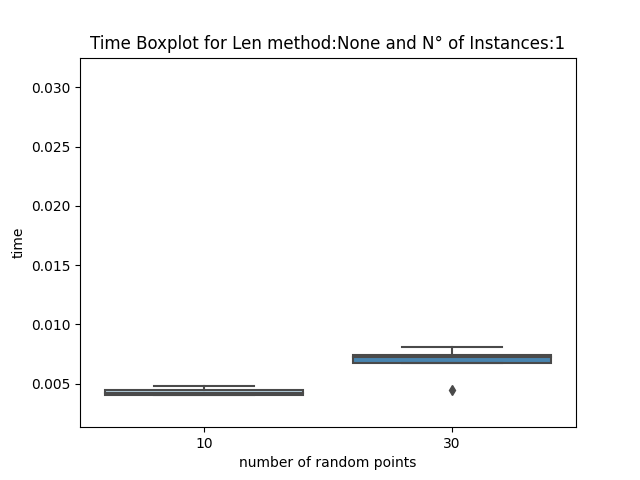 Time Boxplot for Len method:None and N° of Instances:1
0.030
0.025
0.020
0.015
0.010
0.005
time
10
30
number of random points